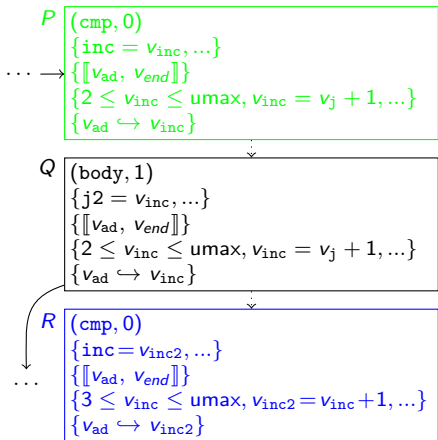 P
(cmp, 0)
{inc = v_inc, ...}
··· {⟦v_ad, v_end⟧}
{2 ≤ v_inc ≤ umax, v_inc = v_j + 1, ...}
{v_ad ↪ v_inc}
Q
(body, 1)
{j2 = v_inc, ...}
{⟦v_ad, v_end⟧}
{2 ≤ v_inc ≤ umax, v_inc = v_j + 1, ...}
{v_ad ↪ v_inc}
R
(cmp, 0)
{inc = v_inc2, ...}
··· {⟦v_ad, v_end⟧}
{3 ≤ v_inc ≤ umax, v_inc2 = v_inc + 1, ...}
{v_ad ↪ v_inc2}